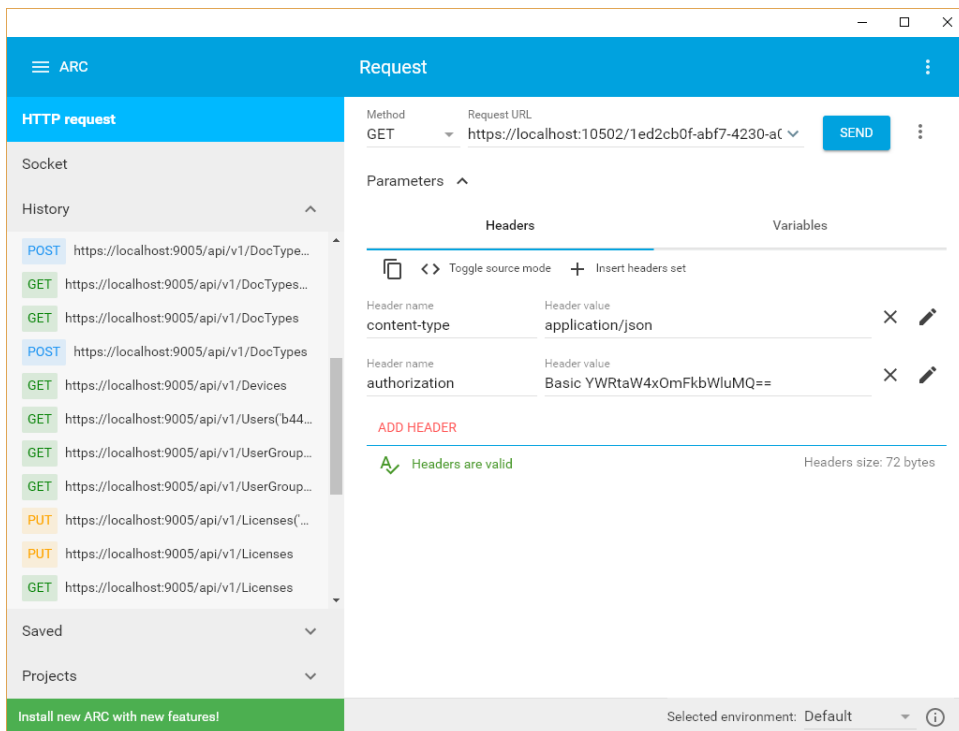 ARC
Request
HTTP request
Socket
History
POST https://localhost:9005/api/v1/DocType...
GET https://localhost:9005/api/v1/DocTypes...
GET https://localhost:9005/api/v1/DocTypes
POST https://localhost:9005/api/v1/DocTypes
GET https://localhost:9005/api/v1/Devices
GET https://localhost:9005/api/v1/Users('b44...
GET https://localhost:9005/api/v1/UserGroup...
GET https://localhost:9005/api/v1/UserGroup...
PUT https://localhost:9005/api/v1/Licenses('...
PUT https://localhost:9005/api/v1/Licenses
GET https://localhost:9005/api/v1/Licenses
Saved
Projects
Install new ARC with new features!
Method Request URL
GET https://localhost:10502/1ed2cb0f-abf7-4230-a0
SEND
Parameters
Headers Variables
Toggle source mode Insert headers set
Header name Header value
content-type application/json
Header name Header value
authorization Basic YWRtaW4xOmFkbWluMQ==
ADD HEADER
Headers are valid Headers size: 72 bytes
Selected environment: Default